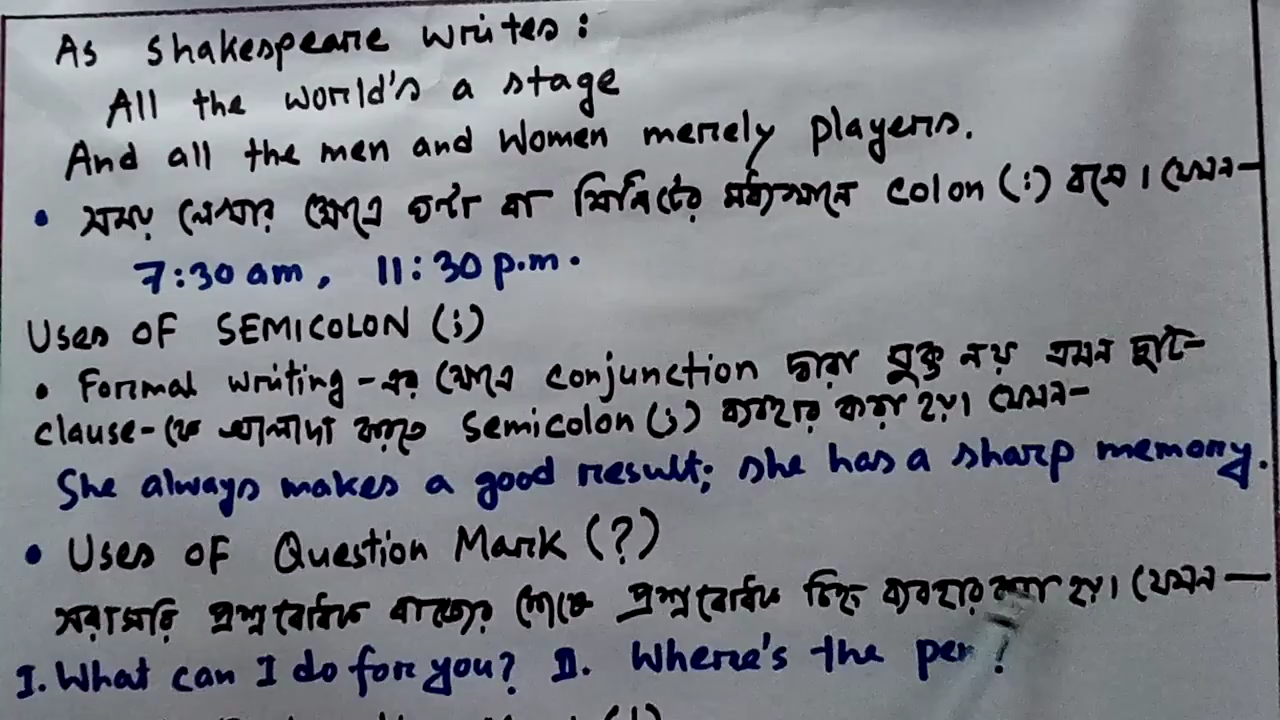 As Shakespeare writes:
All the world's a stage
And all the men and women merely players.
• সময় লেখার ক্ষেত্রে ঘন্টা বা মিনিটের মধ্যখানে colon (:) বসে। যেমন-
7:30 am, 11:30 p.m.
Uses OF SEMICOLON (;)
• Formal writing-এর ক্ষেত্রে conjunction দ্বারা যুক্ত নয় এমন দুটি
clause-কে আলাদা করতে Semicolon (;) ব্যবহার করা হয়। যেমন-
She always makes a good result; she has a sharp memory.
• Uses OF Question Mark (?)
সরাসরি প্রশ্নবোধক বাক্যের শেষে প্রশ্নবোধক চিহ্ন ব্যবহার করা হয়। যেমন—
I. What can I do for you? II. Where's the pen?